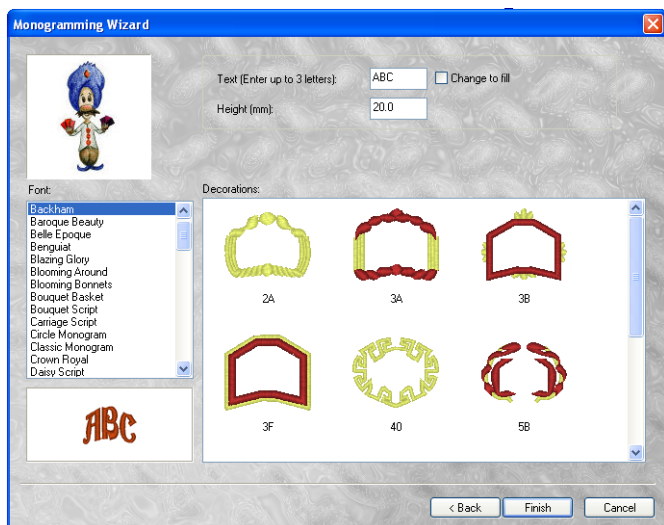 Monogramming Wizard
Text (Enter up to 3 letters):
ABC
Change to fill
Height (mm):
20.0
Font:
Decorations:
Backham
Baroque Beauty
Belle Epoque
Benguiat
Blazing Glory
Blooming Around
Blooming Bonnets
Bouquet Basket
Bouquet Script
Carriage Script
Circle Monogram
Classic Monogram
Crown Royal
Daisy Script
2A
3A
3B
3F
40
5B
ABC
< Back
Finish
Cancel